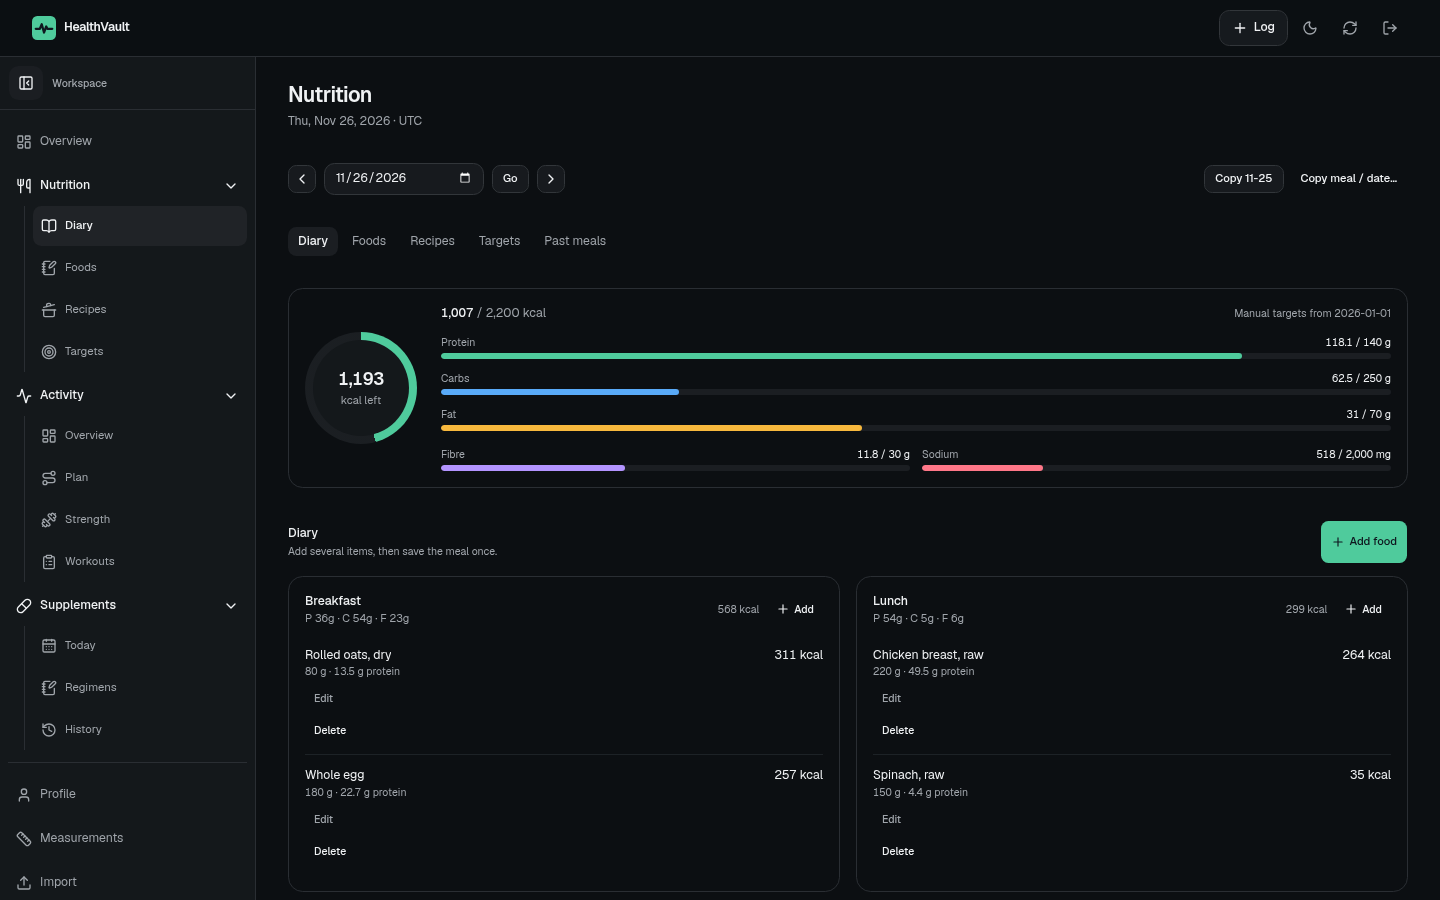 HealthVault
Log
Workspace
Overview
Nutrition
Diary
Foods
Recipes
Targets
Activity
Overview
Plan
Strength
Workouts
Supplements
Today
Regimens
History
Profile
Measurements
Import
Nutrition
Thu, Nov 26, 2026 · UTC
11/26/2026
Go
Copy 11-25
Copy meal / date...
Diary
Foods
Recipes
Targets
Past meals
1,193
kcal left
1,007 / 2,200 kcal
Manual targets from 2026-01-01
Protein
118.1 / 140 g
Carbs
62.5 / 250 g
Fat
31 / 70 g
Fibre
11.8 / 30 g
Sodium
518 / 2,000 mg
Diary
Add several items, then save the meal once.
Add food
Breakfast
P 36g · C 54g · F 23g
568 kcal
Add
Rolled oats, dry
311 kcal
80 g · 13.5 g protein
Edit
Delete
Whole egg
257 kcal
180 g · 22.7 g protein
Edit
Delete
Lunch
P 54g · C 5g · F 6g
299 kcal
Add
Chicken breast, raw
264 kcal
220 g · 49.5 g protein
Edit
Delete
Spinach, raw
35 kcal
150 g · 4.4 g protein
Edit
Delete